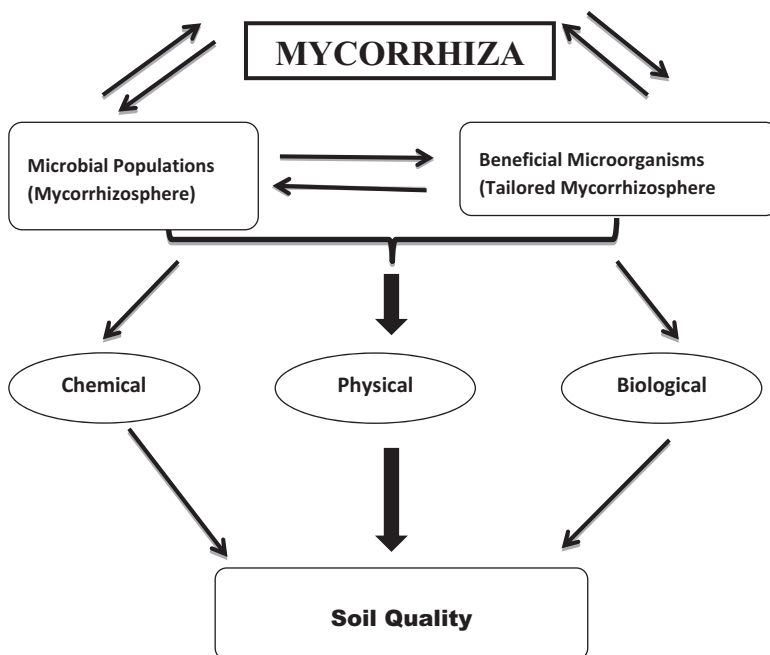 MYCORRHIZA
Microbial Populations
(Mycorrhizosphere)
Beneficial Microorganisms
(Tailored Mycorrhizosphere
Chemical
Physical
Biological
Soil Quality